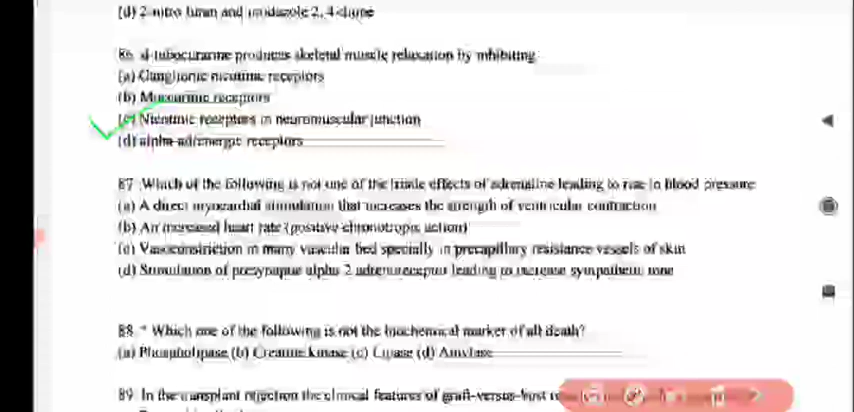 (d) 2-nitro furan and imidazole 2, 4-dione
86. d-tubocurarine produces skeletal muscle relaxation by inhibiting
(a) Ganglionic nicotinic receptors
(b) Muscarinic receptors
(c) Nicotinic receptors in neuromuscular junction
(d) alpha-adrenergic receptors
87. Which of the following is not one of the triade effects of adrenaline leading to rise in blood pressure
(a) A direct myocardial stimulation that increases the strength of ventricular contraction
(b) An increased heart rate (positive chronotropic action)
(c) Vasoconstriction in many vascular bed specially in precapillary resistance vessels of skin
(d) Stimulation of presynaptic alpha 2 adrenoreceptor leading to increase sympathetic tone
88. * Which one of the following is not the biochemical marker of all death?
(a) Phospholipase (b) Creatine kinase (c) Lipase (d) Amylase
89. In the transplant rejection the clinical features of graft-versus-host